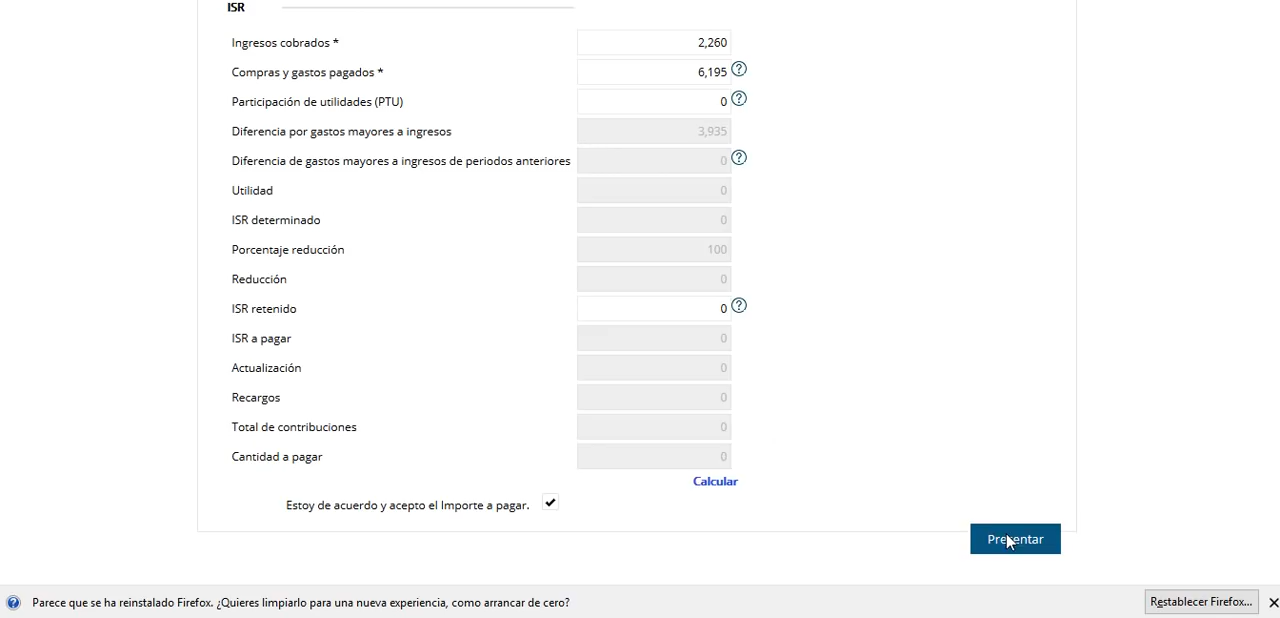 ISR
Ingresos cobrados * 2,260
Compras y gastos pagados * 6,195 ?
Participación de utilidades (PTU) 0 ?
Diferencia por gastos mayores a ingresos 3,935
Diferencia de gastos mayores a ingresos de periodos anteriores 0 ?
Utilidad 0
ISR determinado 0
Porcentaje reducción 100
Reducción 0
ISR retenido 0 ?
ISR a pagar 0
Actualización 0
Recargos 0
Total de contribuciones 0
Cantidad a pagar 0
Calcular
Estoy de acuerdo y acepto el Importe a pagar.
Presentar
? Parece que se ha reinstalado Firefox. ¿Quieres limpiarlo para una nueva experiencia, como arrancar de cero? Restablecer Firefox...